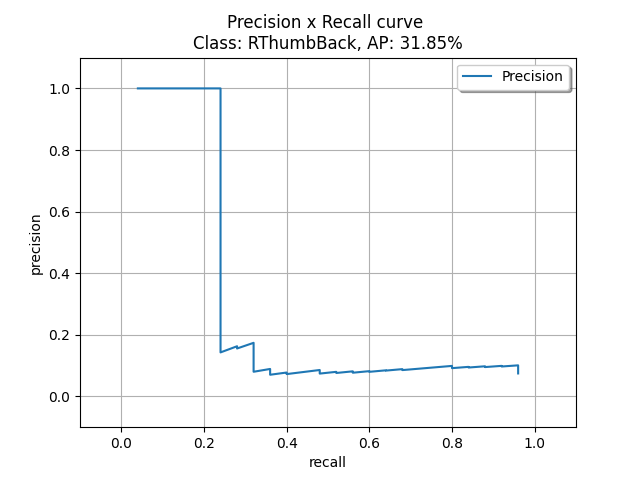 Precision x Recall curve
Class: RThumbBack, AP: 31.85%
Precision
1.0
0.8
0.6
0.4
0.2
0.0
precision
0.0 0.2 0.4 0.6 0.8 1.0
recall